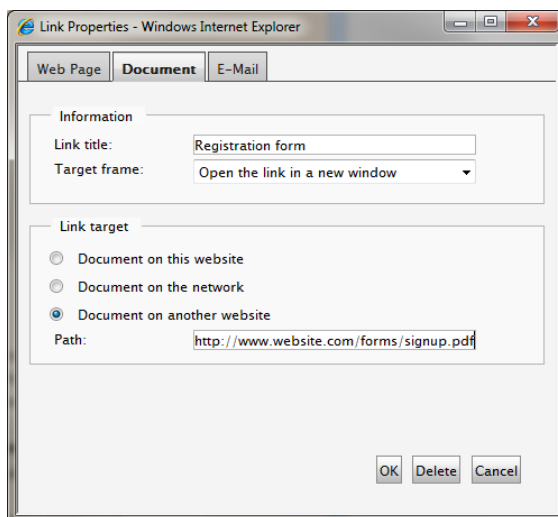 Link Properties - Windows Internet Explorer
Web Page Document E-Mail
Information
Link title: Registration form
Target frame: Open the link in a new window
Link target
Document on this website
Document on the network
Document on another website
Path: http://www.website.com/forms/signup.pdf
OK Delete Cancel